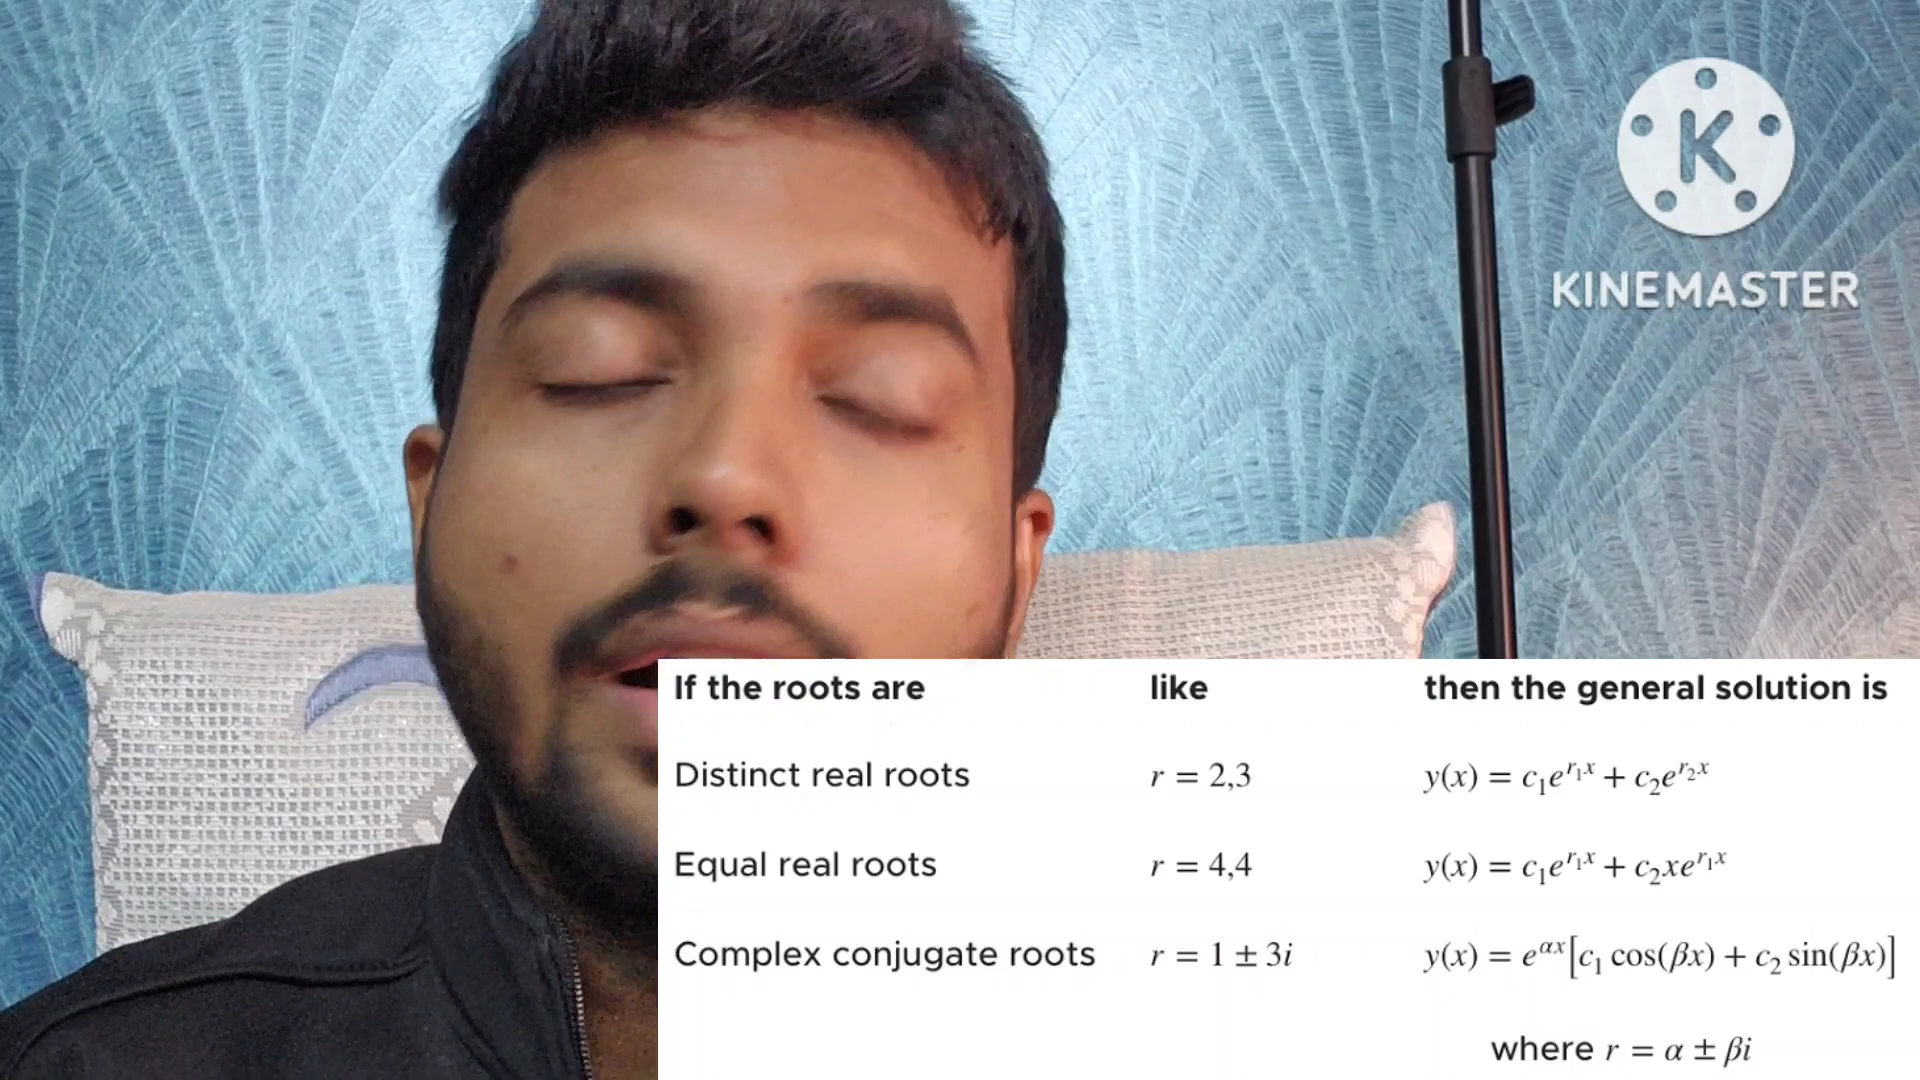 K
KINEMASTER
If the roots are like then the general solution is
Distinct real roots r = 2,3 y(x) = c₁e^{r₁x} + c₂e^{r₂x}
Equal real roots r = 4,4 y(x) = c₁e^{r₁x} + c₂xe^{r₁x}
Complex conjugate roots r = 1 ± 3i y(x) = e^{αx}[c₁ cos(βx) + c₂ sin(βx)]
where r = α ± βi